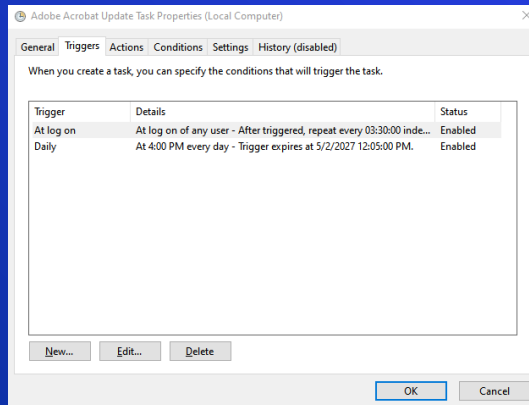 Adobe Acrobat Update Task Properties (Local Computer)
General Triggers Actions Conditions Settings History (disabled)
When you create a task, you can specify the conditions that will trigger the task.
Trigger Details Status
At log on At log on of any user - After triggered, repeat every 03:30:00 inde... Enabled
Daily At 4:00 PM every day - Trigger expires at 5/2/2027 12:05:00 PM. Enabled
New... Edit... Delete
OK Cancel